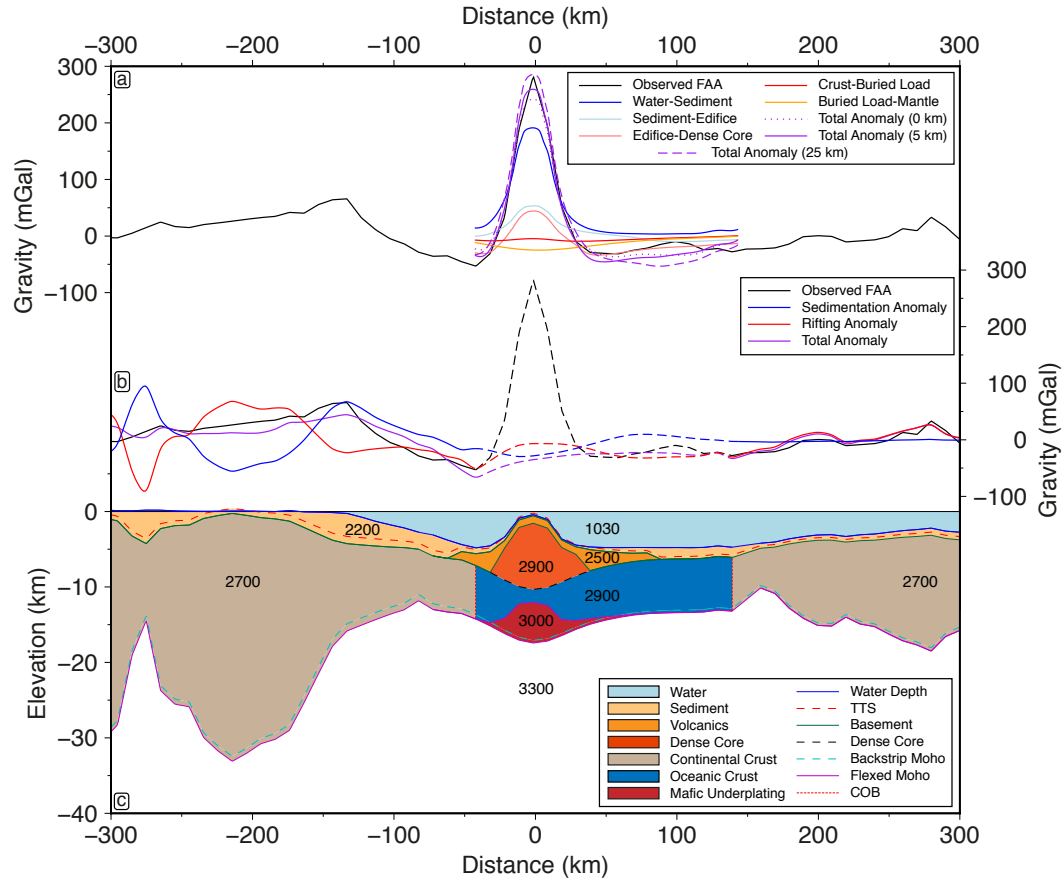 Distance (km)
−300 −200 −100 0 100 200 300
a
300
200
100
0
−100
Gravity (mGal)
Observed FAA
Water-Sediment
Sediment-Edifice
Edifice-Dense Core
Crust-Buried Load
Buried Load-Mantle
Total Anomaly (0 km)
Total Anomaly (5 km)
Total Anomaly (25 km)
b
300
200
100
0
−100
Gravity (mGal)
Observed FAA
Sedimentation Anomaly
Rifting Anomaly
Total Anomaly
0
−10
−20
−30
−40
Elevation (km)
2200
1030
2500
2700
2900
2900
2700
3000
3300
Water
Sediment
Volcanics
Dense Core
Continental Crust
Oceanic Crust
Mafic Underplating
Water Depth
TTS
Basement
Dense Core
Backstrip Moho
Flexed Moho
COB
c
−300 −200 −100 0 100 200 300
Distance (km)